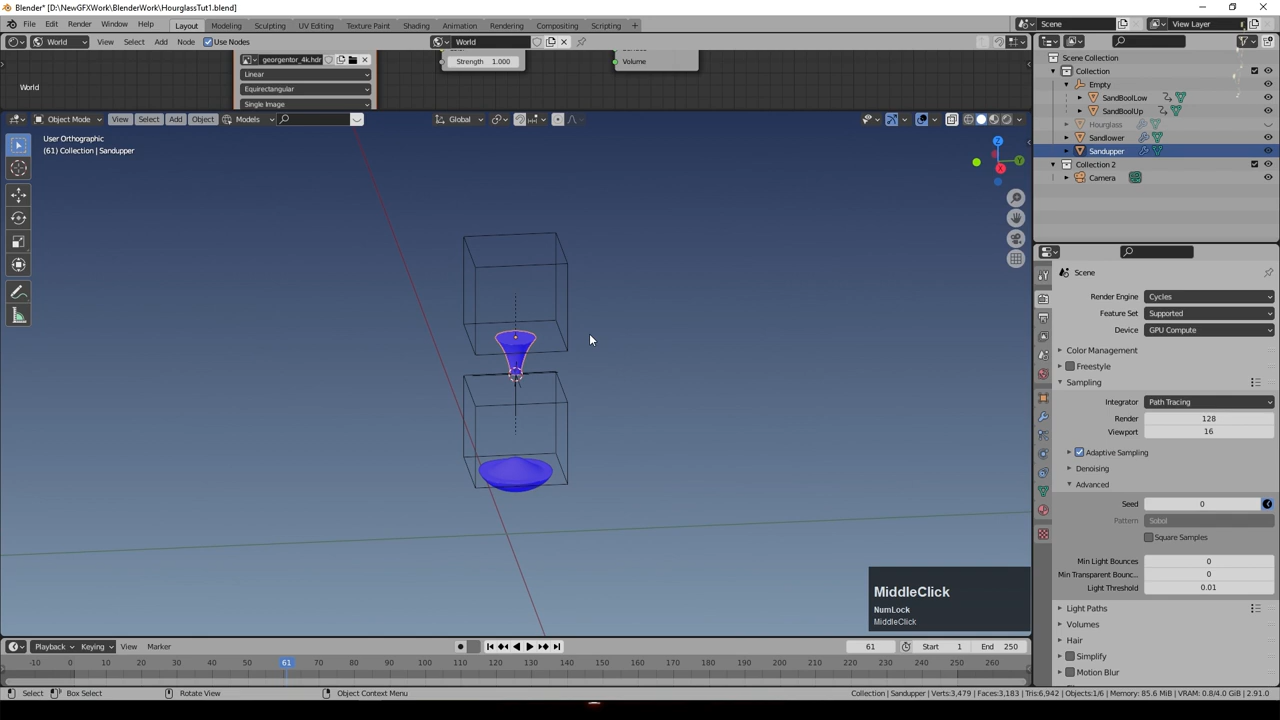 Blender* [D:\NewGFXWork\BlenderWork\HourglassTut1.blend]
File Edit Render Window Help Layout Modeling Sculpting UV Editing Texture Paint Shading Animation Rendering Compositing Scripting Scene View Layer
World View Select Add Node Use Nodes World
georgentor_4k.hdr
Linear
Equirectangular
Single Image
Strength 1.000
Volume
World
Object Mode View Select Add Object Models Global
User Orthographic
(61) Collection | Sandupper
Z
Y
X
MiddleClick
NumLock
MiddleClick
Scene Collection
Collection
Empty
SandBoolLow
SandBoolUp
Hourglass
Sandlower
Sandupper
Collection 2
Camera
Scene
Render Engine Cycles
Feature Set Supported
Device GPU Compute
Color Management
Freestyle
Sampling
Integrator Path Tracing
Render 128
Viewport 16
Adaptive Sampling
Denoising
Advanced
Seed 0
Pattern Sobol
Square Samples
Min Light Bounces 0
Min Transparent Bounc... 0
Light Threshold 0.01
Light Paths
Volumes
Hair
Simplify
Motion Blur
Playback Keying View Marker 61 Start 1 End 250
-10 0 10 20 30 40 50 61 70 80 90 100 110 120 130 140 150 160 170 180 190 200 210 220 230 240 250 260
Select Box Select Rotate View Object Context Menu Collection | Sandupper | Verts:3,479 | Faces:3,183 | Tris:6,942 | Objects:1/6 | Memory: 85.6 MiB | VRAM: 0.8/4.0 GiB | 2.91.0